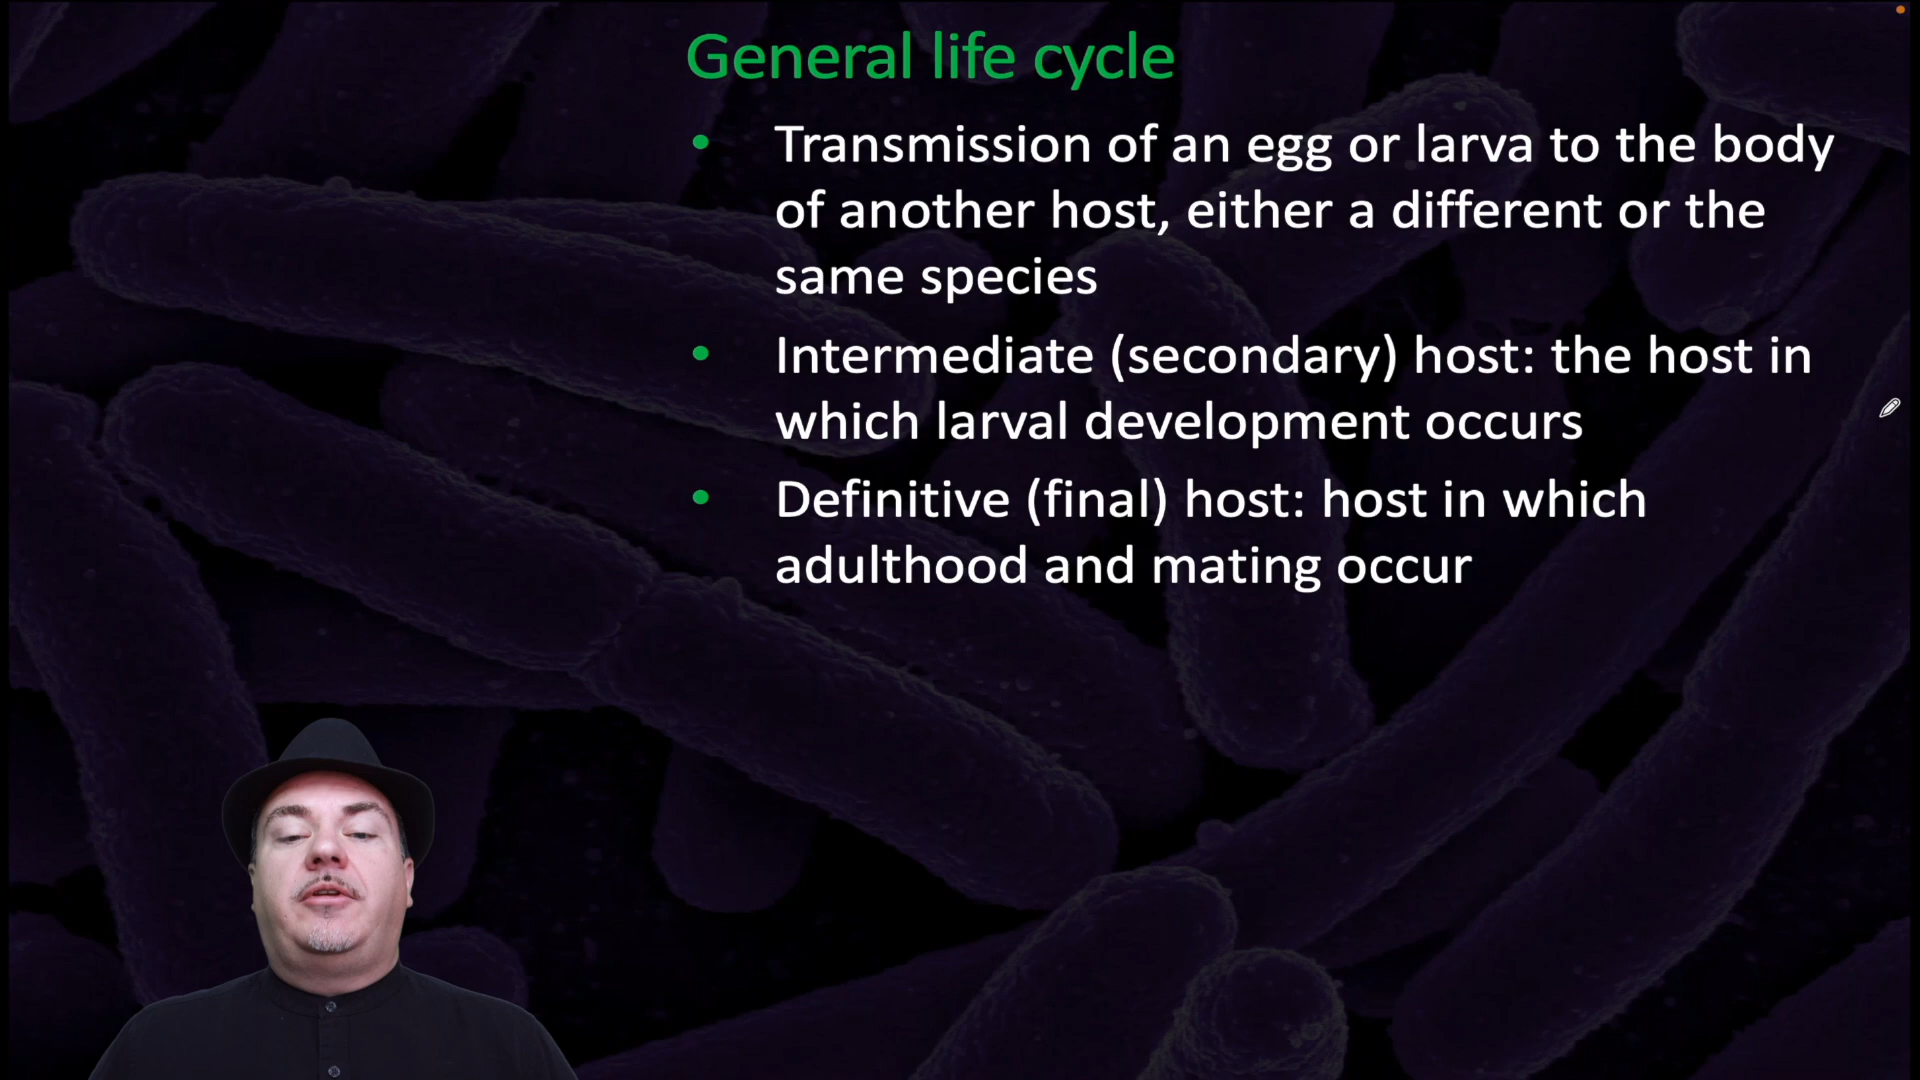 General life cycle
• Transmission of an egg or larva to the body
of another host, either a different or the
same species
• Intermediate (secondary) host: the host in
which larval development occurs
• Definitive (final) host: host in which
adulthood and mating occur